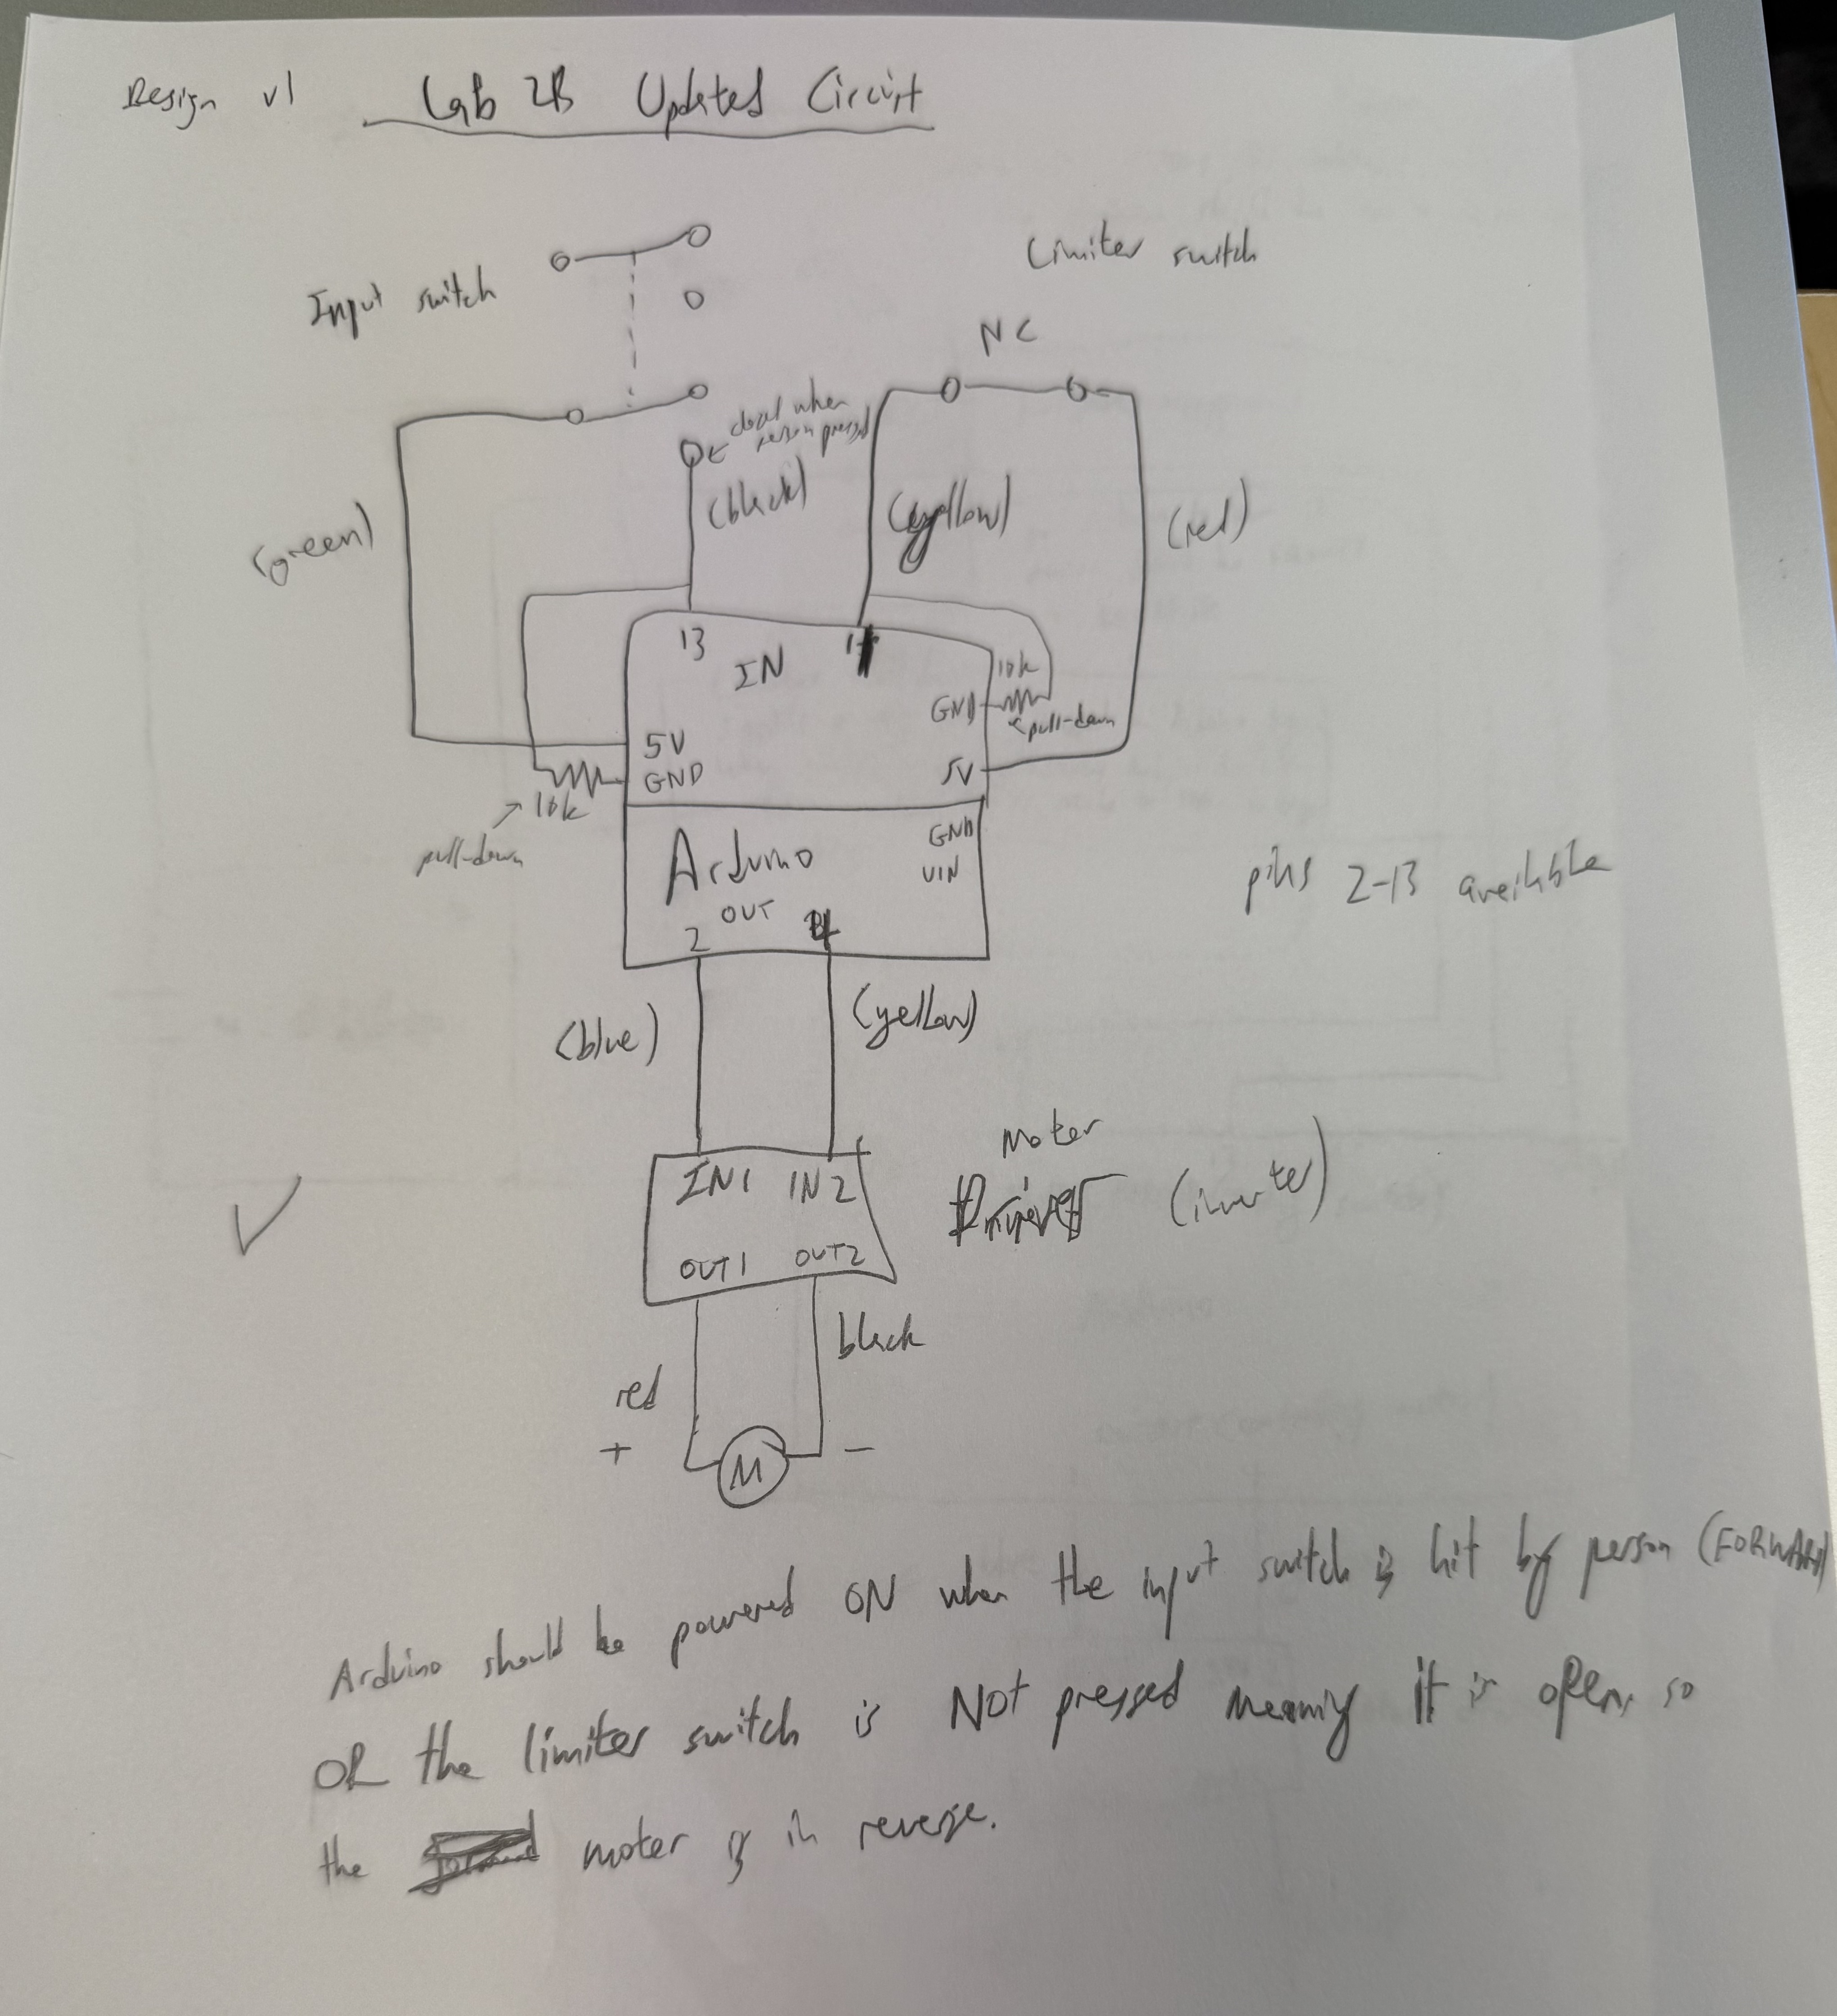 Design v1
Lab 2B Updated Circuit
Input switch
Limiter switch
NC
closed when
person pressed
(black)
(yellow)
(red)
(green)
13
IN
10k
GND
pull-down
5V
GND
5V
10k
pull-down
GND
VIN
Arduino
OUT
2
4
pins 2-13 available
(blue)
(yellow)
IN1 IN2
OUT1 OUT2
Motor
Driver (inverter)
red
black
+
-
M
Arduino should be powered ON when the input switch is hit by person (FORWARD)
OR the limiter switch is NOT pressed meaning it is open, so
the motor is in reverse.